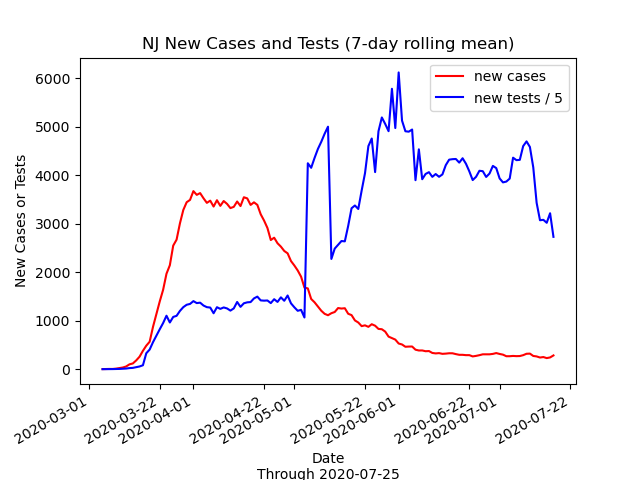 NJ New Cases and Tests (7-day rolling mean)
new cases
new tests / 5
6000
5000
4000
3000
2000
1000
0
New Cases or Tests
2020-03-01
2020-03-22
2020-04-01
2020-04-22
2020-05-01
2020-05-22
2020-06-01
2020-06-22
2020-07-01
2020-07-22
Date
Through 2020-07-25